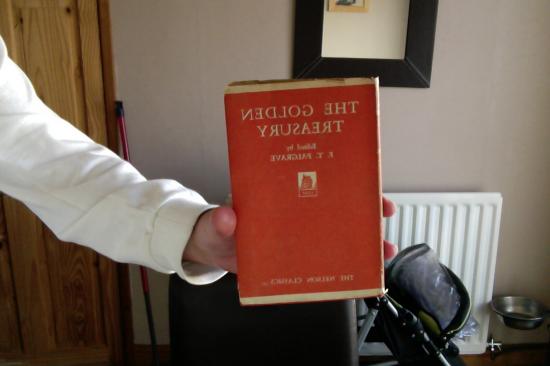 THE GOLDEN
TREASURY
Edited by
F. T. PALGRAVE
THE NELSON CLASSICS